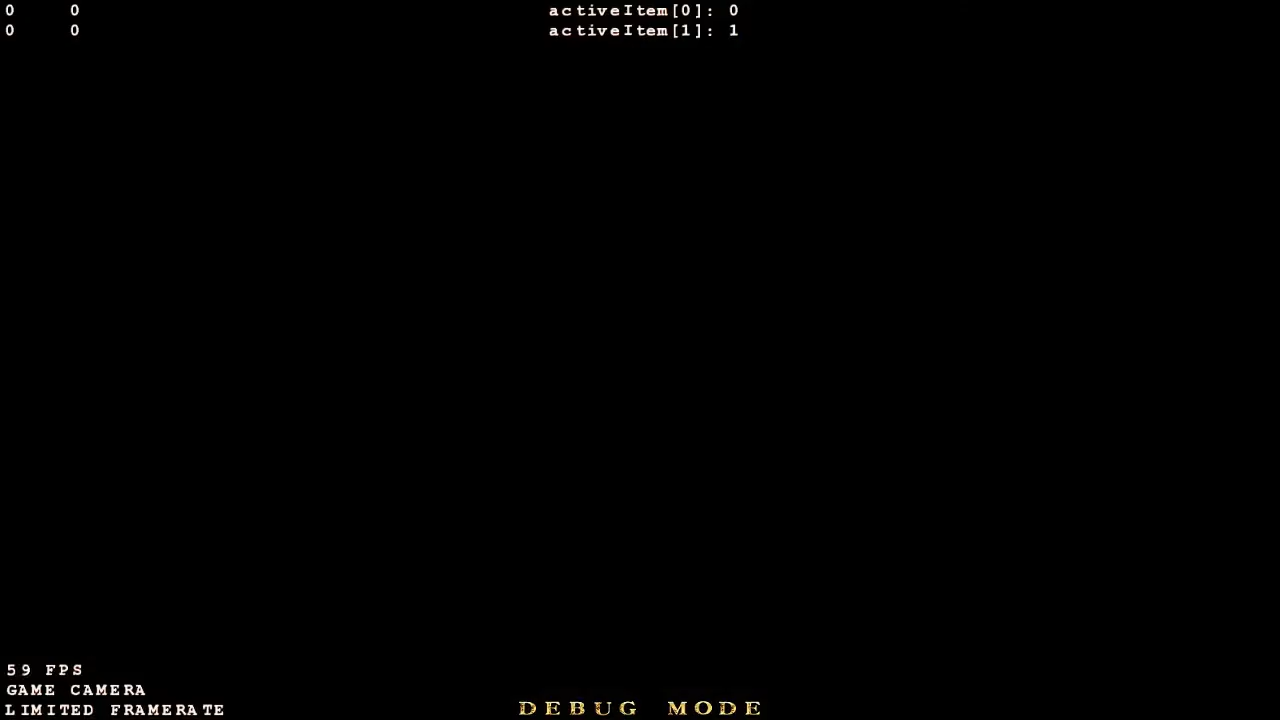 0 0 activeItem[0]: 0
0 0 activeItem[1]: 1
59 FPS
GAME CAMERA
LIMITED FRAMERATE
DEBUG MODE